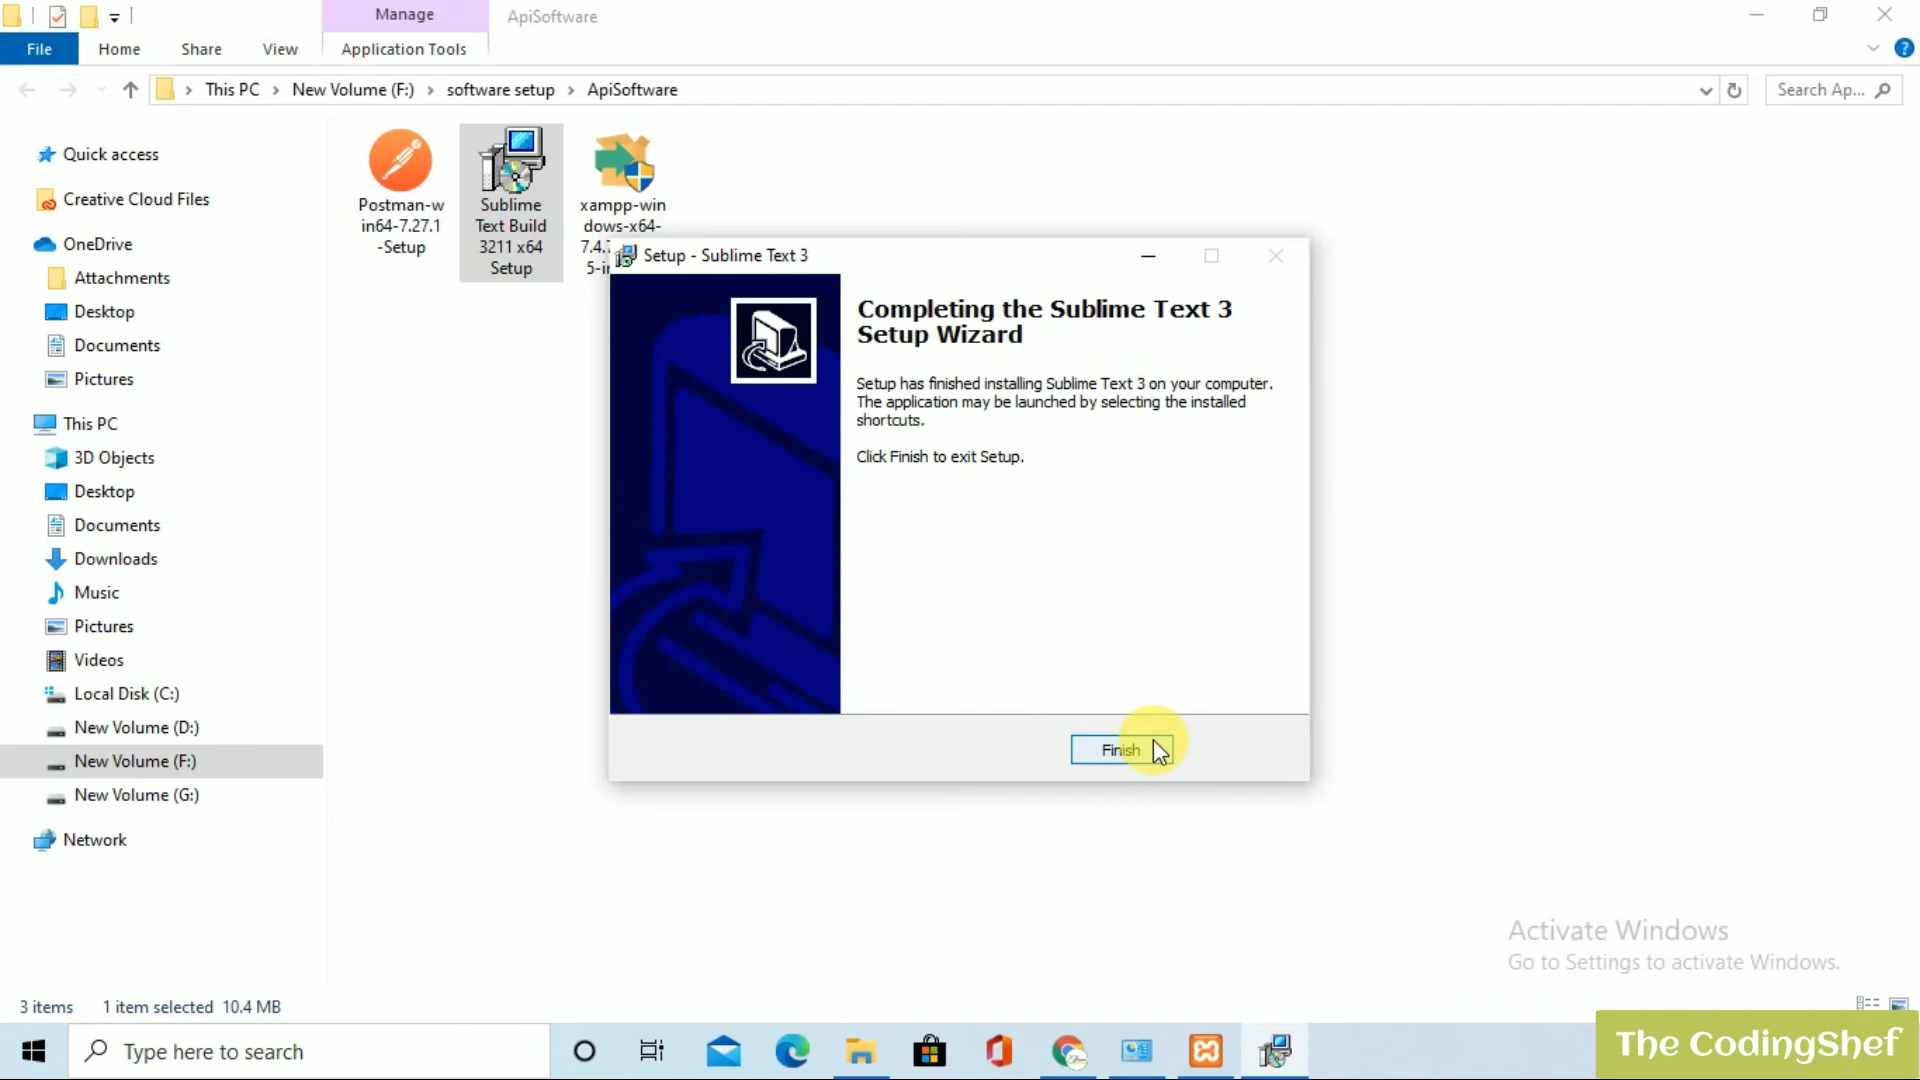 Manage
ApiSoftware
File
Home
Share
View
Application Tools
This PC
New Volume (F:)
software setup
ApiSoftware
Search Ap...
Quick access
Creative Cloud Files
OneDrive
Attachments
Desktop
Documents
Pictures
This PC
3D Objects
Desktop
Documents
Downloads
Music
Pictures
Videos
Local Disk (C:)
New Volume (D:)
New Volume (F:)
New Volume (G:)
Network
Postman-w
in64-7.27.1
-Setup
Sublime
Text Build
3211 x64
Setup
xampp-win
dows-x64-
7.4.
5-i
Setup - Sublime Text 3
Completing the Sublime Text 3
Setup Wizard
Setup has finished installing Sublime Text 3 on your computer.
The application may be launched by selecting the installed
shortcuts.
Click Finish to exit Setup.
Finish
Activate Windows
Go to Settings to activate Windows.
3 items
1 item selected 10.4 MB
Type here to search
The CodingShef